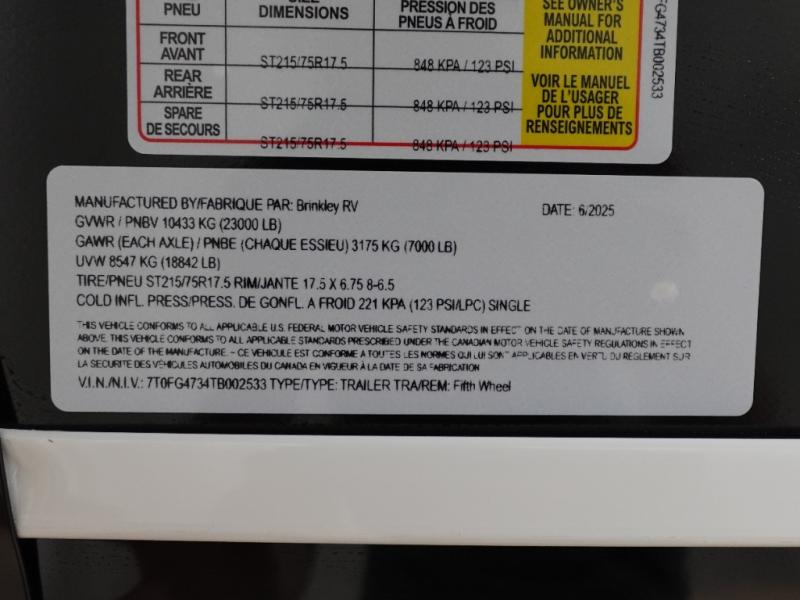 PNEU
SIZE
DIMENSIONS
PRESSION DES
PNEUS À FROID
SEE OWNER'S
MANUAL FOR
ADDITIONAL
INFORMATION
FRONT
AVANT
ST215/75R17.5
848 KPA / 123 PSI
REAR
ARRIÈRE
ST215/75R17.5
848 KPA / 123 PSI
SPARE
DE SECOURS
ST215/75R17.5
848 KPA / 123 PSI
VOIR LE MANUEL
DE L'USAGER
POUR PLUS DE
RENSEIGNEMENTS
FG4734TB002533
MANUFACTURED BY/FABRIQUE PAR: Brinkley RV
DATE: 6/2025
GVWR / PNBV 10433 KG (23000 LB)
GAWR (EACH AXLE) / PNBE (CHAQUE ESSIEU) 3175 KG (7000 LB)
UVW 8547 KG (18842 LB)
TIRE/PNEU ST215/75R17.5 RIM/JANTE 17.5 X 6.75 8-6.5
COLD INFL. PRESS/PRESS. DE GONFL. A FROID 221 KPA (123 PSI/LPC) SINGLE
THIS VEHICLE CONFORMS TO ALL APPLICABLE U.S. FEDERAL MOTOR VEHICLE SAFETY STANDARDS IN EFFECT ON THE DATE OF MANUFACTURE SHOWN
ABOVE. THIS VEHICLE CONFORMS TO ALL APPLICABLE STANDARDS PRESCRIBED UNDER THE CANADIAN MOTOR VEHICLE SAFETY REGULATIONS IN EFFECT
ON THE DATE OF THE MANUFACTURE. - CE VEHICULE EST CONFORME A TOUTES LES NORMES QUI LUI SONT APPLICABLES EN VERTU DU REGLEMENT SUR
LA SECURITE DES VEHICULES AUTOMOBILES DU CANADA EN VIGUEUR À LA DATE DE SA FABRICATION
V.I.N./N.I.V.: 7T0FG4734TB002533 TYPE/TYPE: TRAILER TRA/REM: Fifth Wheel